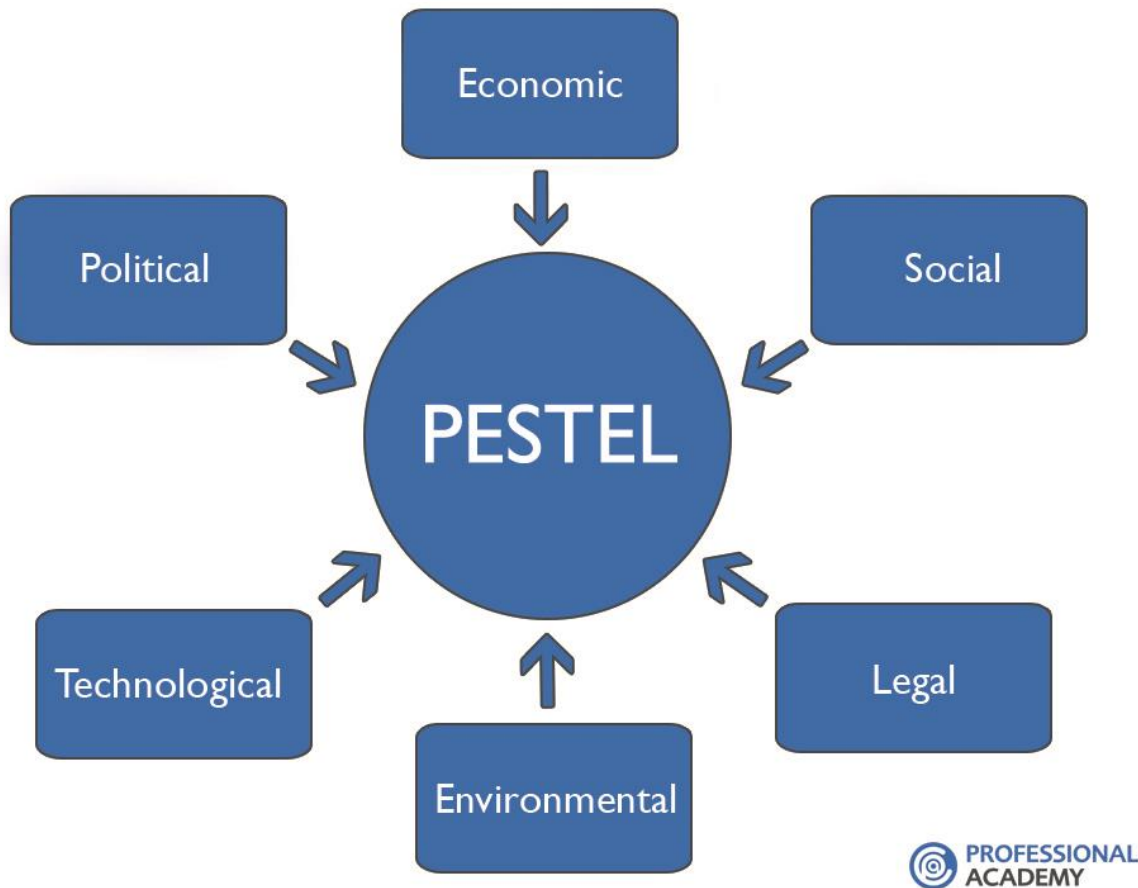 Economic
Political
Social
PESTEL
Technological
Legal
Environmental
PROFESSIONAL
ACADEMY